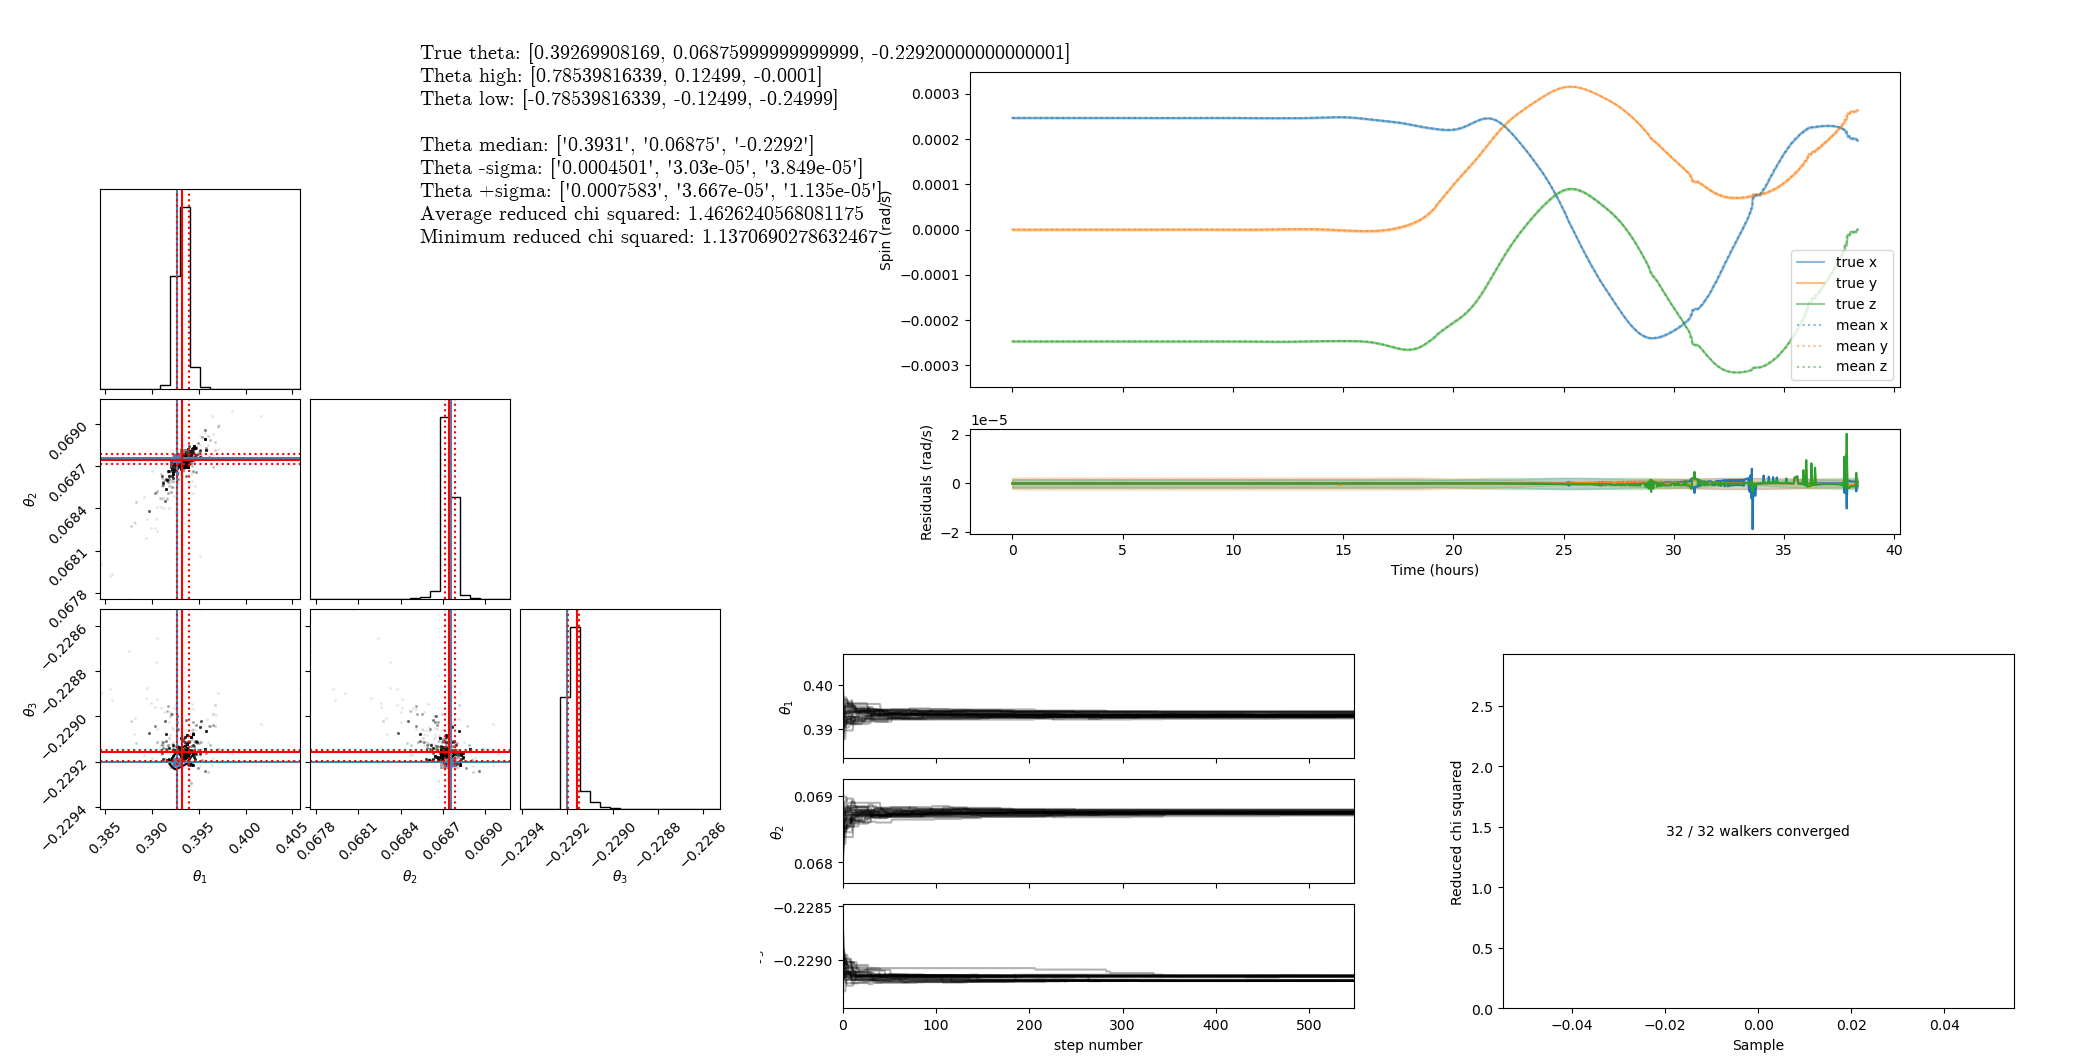 True theta: [0.39269908169, 0.06875999999999999, -0.22920000000000001]
Theta high: [0.78539816339, 0.12499, -0.0001]
Theta low: [-0.78539816339, -0.12499, -0.24999]
Theta median: ['0.3931', '0.06875', '-0.2292']
Theta -sigma: ['0.0004501', '3.03e-05', '3.849e-05']
Theta +sigma: ['0.0007583', '3.667e-05', '1.135e-05']
Average reduced chi squared: 1.4626240568081175
Minimum reduced chi squared: 1.1370690278632467
Spin (rad/s)
0.0003
0.0002
0.0001
0.0000
−0.0001
−0.0002
−0.0003
true x
true y
true z
mean x
mean y
mean z
1e−5
Residuals (rad/s)
2
0
−2
0 5 10 15 20 25 30 35 40
Time (hours)
θ2
0.0690
0.0687
0.0684
0.0681
0.0678
θ3
−0.2286
−0.2288
−0.2290
−0.2292
−0.2294
0.385 0.390 0.395 0.400 0.405
θ1
0.0678 0.0681 0.0684 0.0687 0.0690
θ2
−0.2294 −0.2292 −0.2290 −0.2288 −0.2286
θ3
θ1
0.40
0.39
θ2
0.069
0.068
−0.2285
−0.2290
0 100 200 300 400 500
step number
Reduced chi squared
2.5
2.0
1.5
1.0
0.5
0.0
32 / 32 walkers converged
−0.04 −0.02 0.00 0.02 0.04
Sample